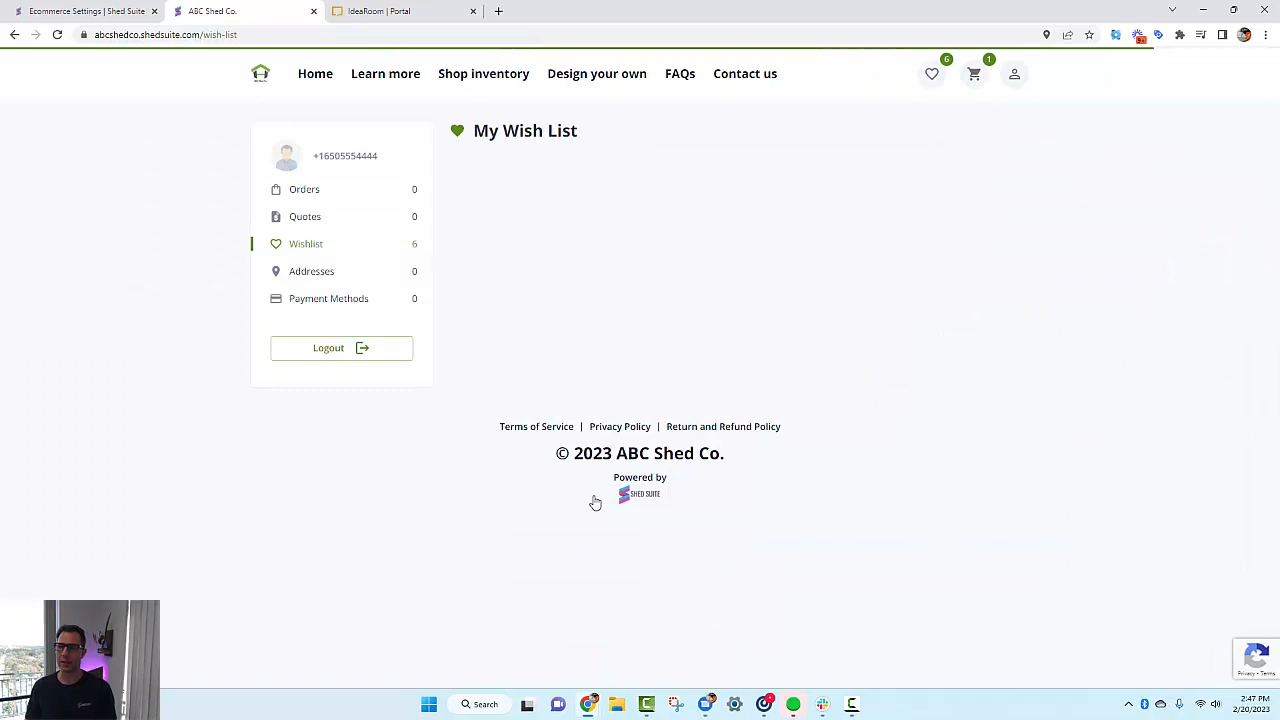 Ecommerce Settings | Shed Suite
ABC Shed Co.
IdeaRoom | Portal
abcshedco.shedsuite.com/wish-list
Home
Learn more
Shop inventory
Design your own
FAQs
Contact us
6
1
My Wish List
+16505554444
Orders 0
Quotes 0
Wishlist 6
Addresses 0
Payment Methods 0
Logout
Terms of Service | Privacy Policy | Return and Refund Policy
© 2023 ABC Shed Co.
Powered by
SHED SUITE
Privacy - Terms
Search
2:47 PM
2/20/2023